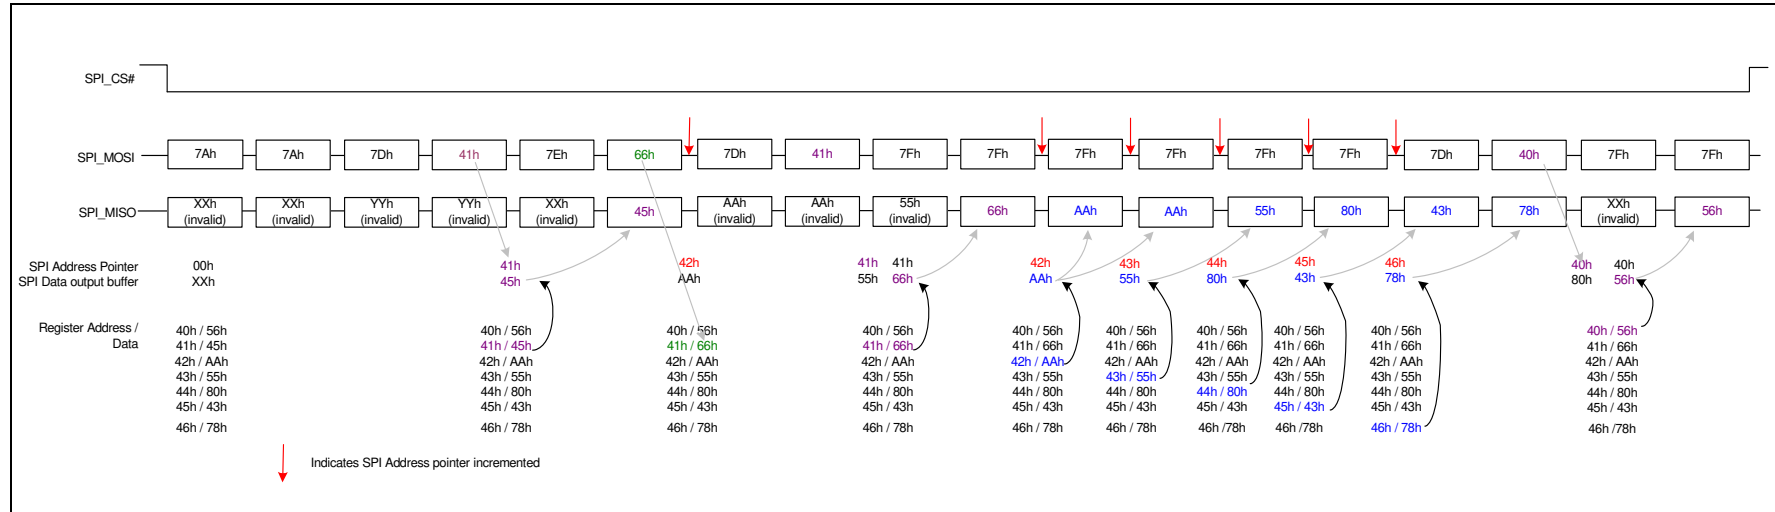 SPI_CS#
SPI_MOSI 7Ah 7Ah 7Dh 41h 7Eh 66h 7Dh 41h 7Fh 7Fh 7Fh 7Fh 7Fh 7Fh 7Dh 40h 7Fh 7Fh
SPI_MISO XXh (invalid) XXh (invalid) YYh (invalid) YYh (invalid) XXh (invalid) 45h AAh (invalid) AAh (invalid) 55h (invalid) 66h AAh AAh 55h 80h 43h 78h XXh (invalid) 56h
SPI Address Pointer 00h 41h 42h 41h 41h 42h 43h 44h 45h 46h 40h 40h
SPI Data output buffer XXh 45h AAh 55h 66h AAh 55h 80h 43h 78h 80h 56h
Register Address /
Data
40h / 56h 40h / 56h 40h / 56h 40h / 56h 40h / 56h 40h / 56h 40h / 56h 40h / 56h 40h / 56h 40h / 56h
41h / 45h 41h / 45h 41h / 66h 41h / 66h 41h / 66h 41h / 66h 41h / 66h 41h / 66h 41h / 66h 41h / 66h
42h / AAh 42h / AAh 42h / AAh 42h / AAh 42h / AAh 42h / AAh 42h / AAh 42h / AAh 42h / AAh 42h / AAh
43h / 55h 43h / 55h 43h / 55h 43h / 55h 43h / 55h 43h / 55h 43h / 55h 43h / 55h 43h / 55h 43h / 55h
44h / 80h 44h / 80h 44h / 80h 44h / 80h 44h / 80h 44h / 80h 44h / 80h 44h / 80h 44h / 80h 44h / 80h
45h / 43h 45h / 43h 45h / 43h 45h / 43h 45h / 43h 45h / 43h 45h / 43h 45h / 43h 45h / 43h 45h / 43h
46h / 78h 46h / 78h 46h / 78h 46h / 78h 46h / 78h 46h / 78h 46h /78h 46h /78h 46h / 78h 46h /78h
Indicates SPI Address pointer incremented